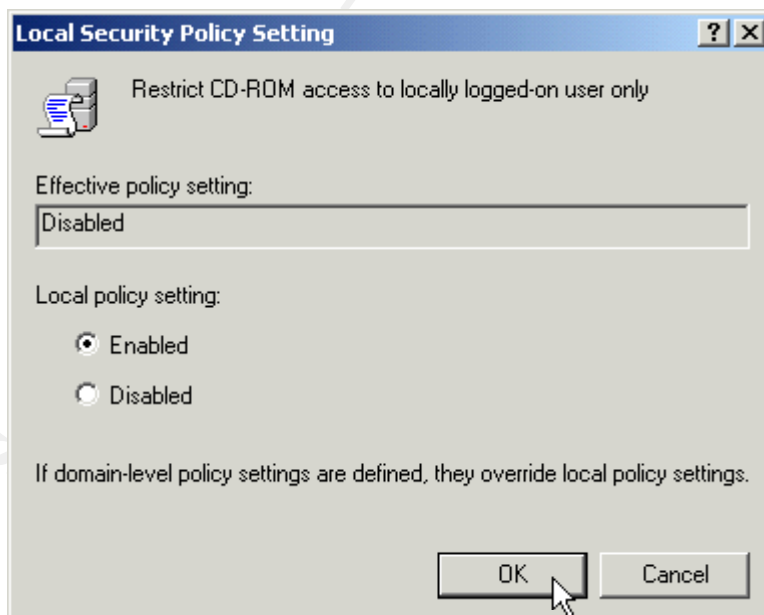 Local Security Policy Setting
Restrict CD-ROM access to locally logged-on user only
Effective policy setting:
Disabled
Local policy setting:
Enabled
Disabled
If domain-level policy settings are defined, they override local policy settings.
OK Cancel